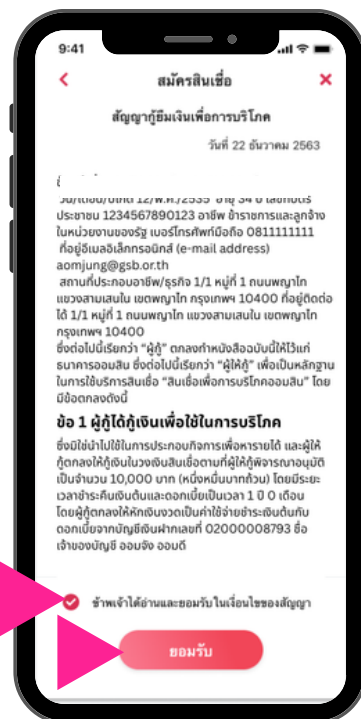 9:41
สมัครสินเชื่อ
สัญญากู้ยืมเงินเพื่อการบริโภค
วันที่ 22 ธันวาคม 2563
วัน/เดือน/ปีเกิด 12/พ.ค./2535 อายุ 34 ปี เลขที่บัตร
ประชาชน 1234567890123 อาชีพ ข้าราชการและลูกจ้าง
ในหน่วยงานของรัฐ เบอร์โทรศัพท์มือถือ 0811111111
ที่อยู่อีเมลอิเล็กทรอนิกส์ (e-mail address)
aomjung@gsb.or.th
สถานที่ประกอบอาชีพ/ธุรกิจ 1/1 หมู่ที่ 1 ถนนพญาไท
แขวงสามเสนใน เขตพญาไท กรุงเทพฯ 10400 ที่อยู่ติดต่อ
ได้ 1/1 หมู่ที่ 1 ถนนพญาไท แขวงสามเสนใน เขตพญาไท
กรุงเทพฯ 10400
ซึ่งต่อไปนี้เรียกว่า “ผู้กู้” ตกลงทำหนังสือฉบับนี้ให้ไว้แก่
ธนาคารออมสิน ซึ่งต่อไปนี้เรียกว่า “ผู้ให้กู้” เพื่อเป็นหลักฐาน
ในการใช้บริการสินเชื่อ “สินเชื่อเพื่อการบริโภคออมสิน” โดย
มีข้อตกลงดังนี้
ข้อ 1 ผู้กู้ได้กู้เงินเพื่อใช้ในการบริโภค
ซึ่งมิใช่นำไปใช้ในการประกอบกิจการเพื่อหารายได้ และผู้ให้
กู้ตกลงให้กู้เงินในวงเงินสินเชื่อตามที่ผู้ให้กู้พิจารณาอนุมัติ
เป็นจำนวน 10,000 บาท (หนึ่งหมื่นบาทถ้วน) โดยมีระยะ
เวลาชำระคืนเงินต้นและดอกเบี้ยเป็นเวลา 1 ปี 0 เดือน
โดยผู้กู้ตกลงให้หักเงินงวดเป็นค่าใช้จ่ายชำระเงินต้นกับ
ดอกเบี้ยจากบัญชีเงินฝากเลขที่ 02000008793 ชื่อ
เจ้าของบัญชี ออมจัง ออมดี
ข้าพเจ้าได้อ่านและยอมรับในเงื่อนไขของสัญญา
ยอมรับ